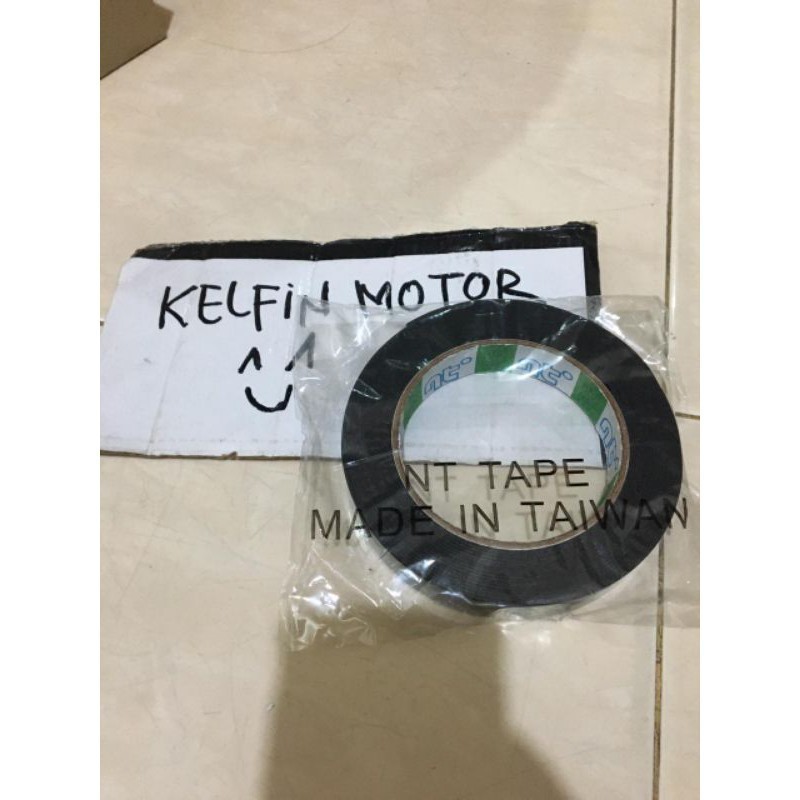 KELFiN MOTOR
NT TAPE
MADE IN TAIWAN